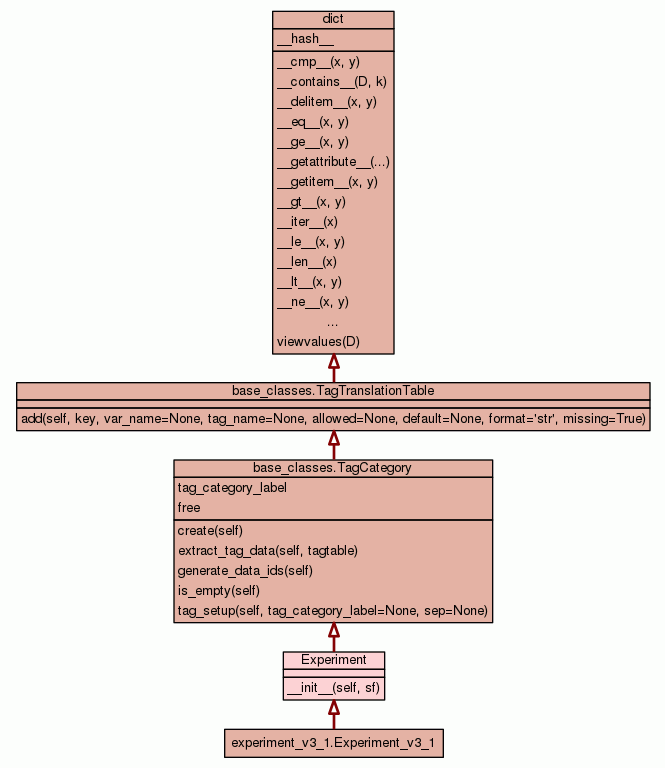 dict
__hash__
__cmp__(x, y)
__contains__(D, k)
__delitem__(x, y)
__eq__(x, y)
__ge__(x, y)
__getattribute__(...)
__getitem__(x, y)
__gt__(x, y)
__iter__(x)
__le__(x, y)
__len__(x)
__lt__(x, y)
__ne__(x, y)
...
viewvalues(D)
base_classes.TagTranslationTable
add(self, key, var_name=None, tag_name=None, allowed=None, default=None, format='str', missing=True)
base_classes.TagCategory
tag_category_label
free
create(self)
extract_tag_data(self, tagtable)
generate_data_ids(self)
is_empty(self)
tag_setup(self, tag_category_label=None, sep=None)
Experiment
__init__(self, sf)
experiment_v3_1.Experiment_v3_1